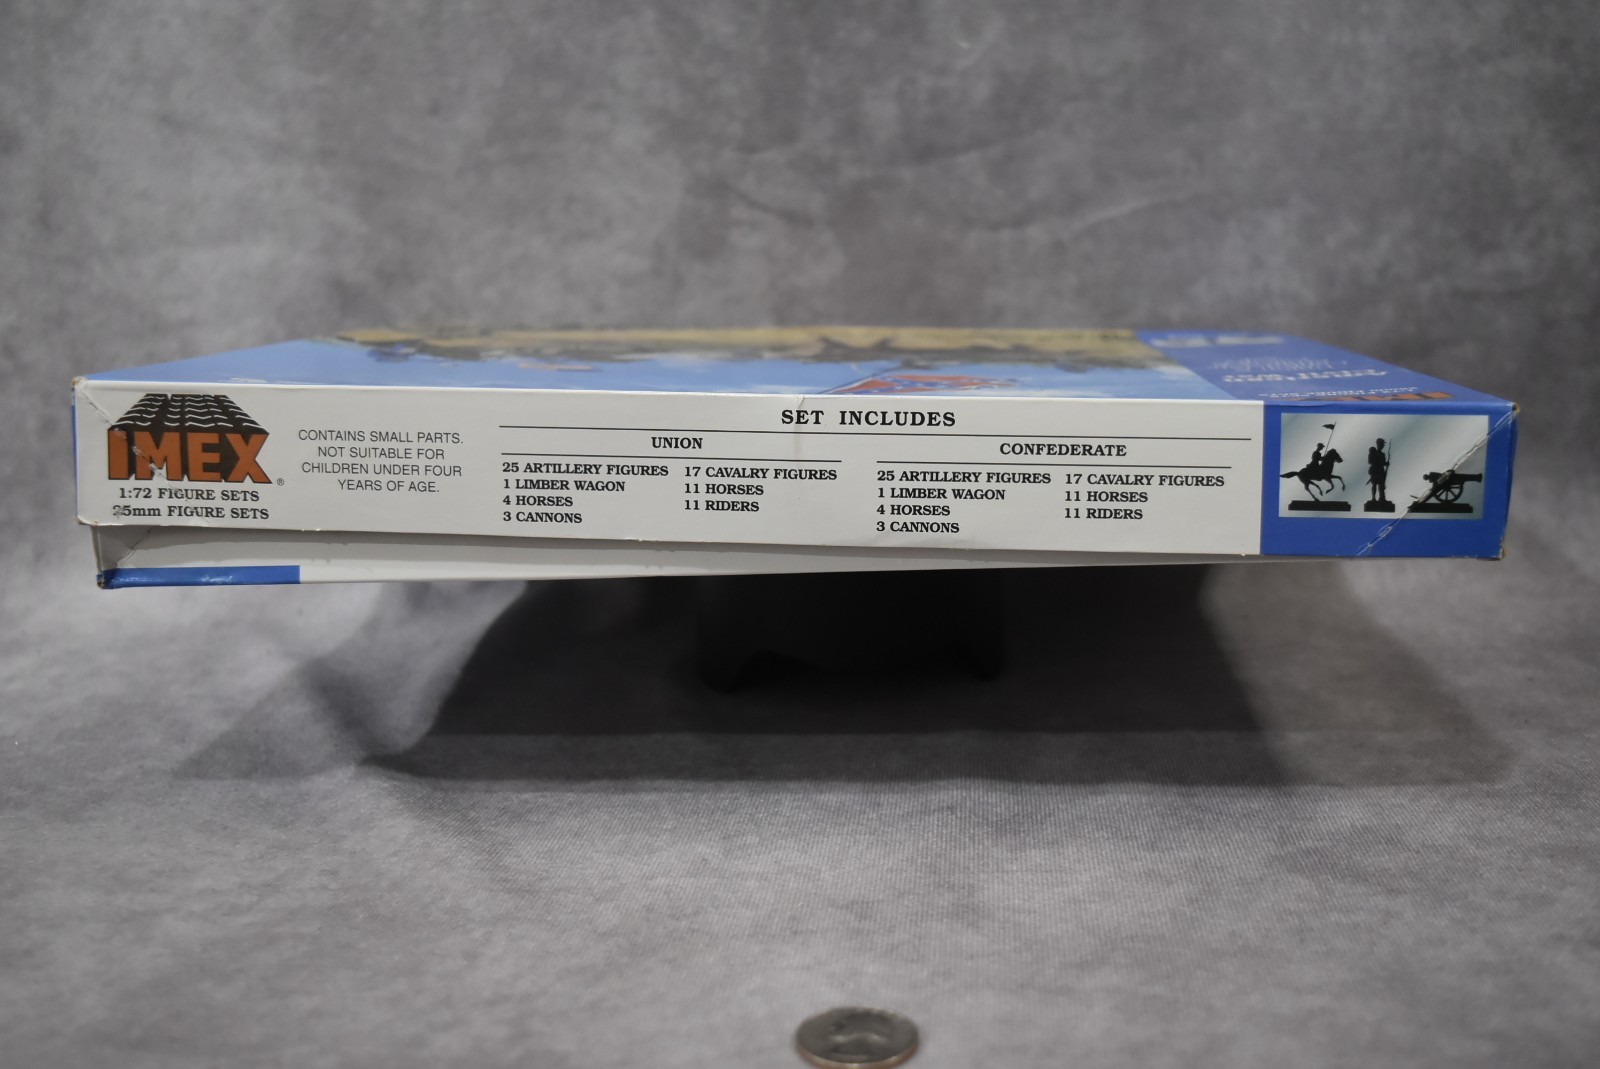 IMEX
®
1:72 FIGURE SETS
25mm FIGURE SETS
CONTAINS SMALL PARTS.
NOT SUITABLE FOR
CHILDREN UNDER FOUR
YEARS OF AGE.
SET INCLUDES
UNION
25 ARTILLERY FIGURES
1 LIMBER WAGON
4 HORSES
3 CANNONS
17 CAVALRY FIGURES
11 HORSES
11 RIDERS
CONFEDERATE
25 ARTILLERY FIGURES
1 LIMBER WAGON
4 HORSES
3 CANNONS
17 CAVALRY FIGURES
11 HORSES
11 RIDERS